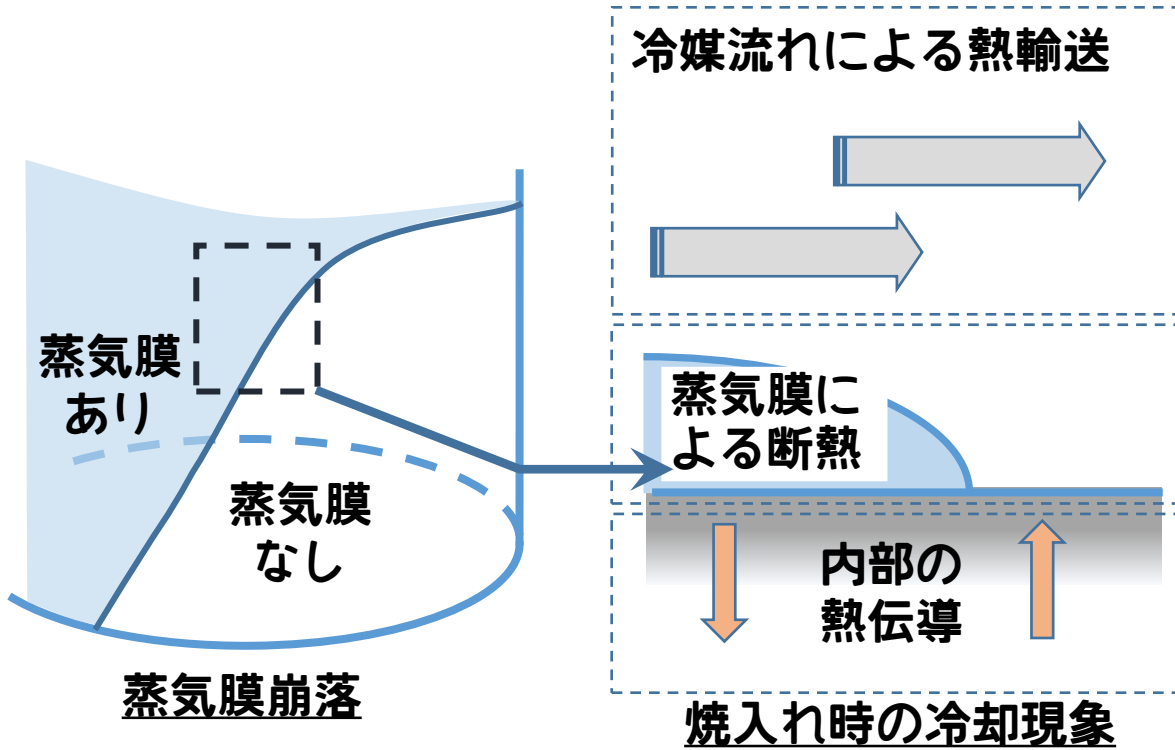 冷媒流れによる熱輸送
蒸気膜
あり
蒸気膜
なし
蒸気膜崩落
蒸気膜に
よる断熱
内部の
熱伝導
焼入れ時の冷却現象